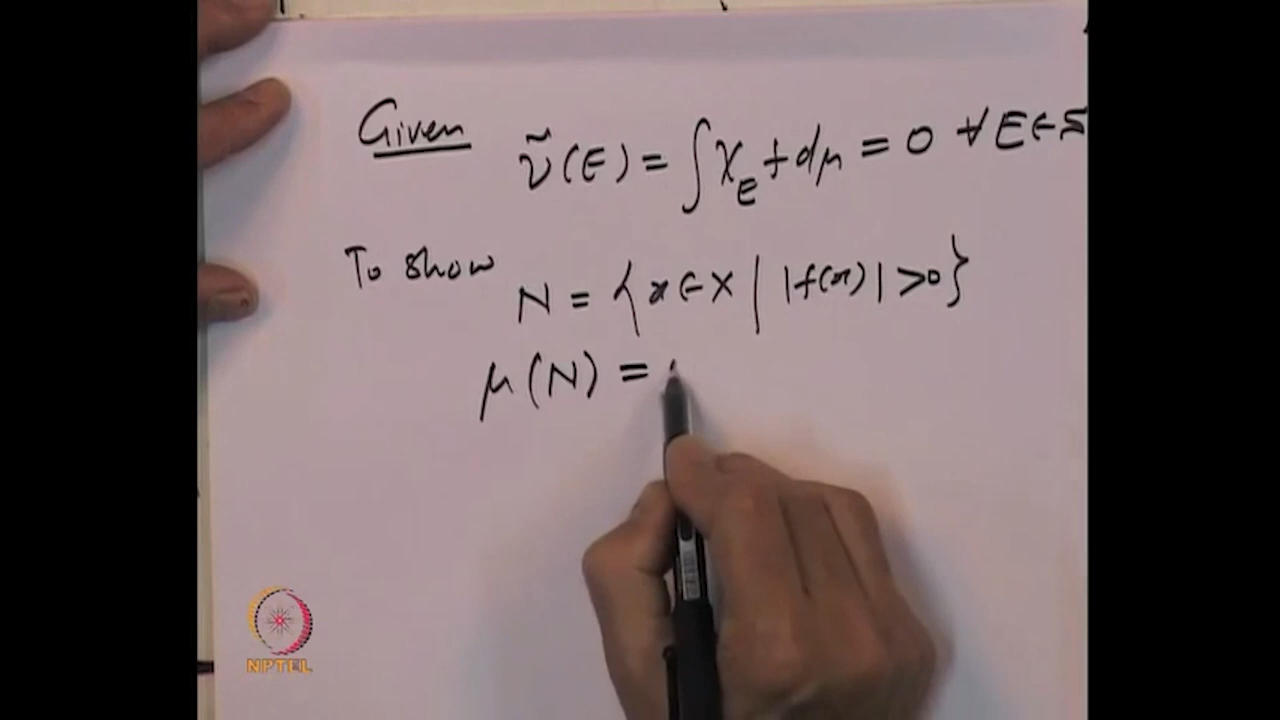 Given ν̃(E) = ∫χ_E f dμ = 0 ∀ E ∈ S
To show N = {x ∈ X | |f(x)| > 0}
μ(N) =
NPTEL